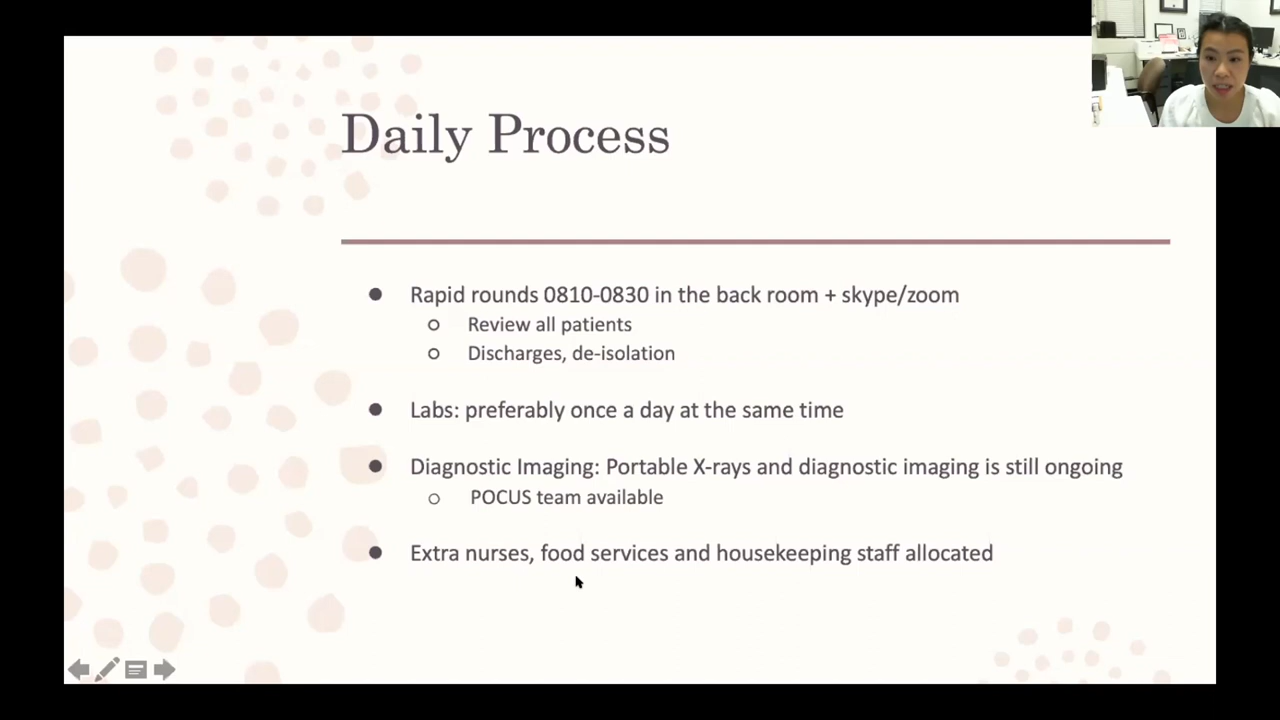 Daily Process
● Rapid rounds 0810-0830 in the back room + skype/zoom
○ Review all patients
○ Discharges, de-isolation
● Labs: preferably once a day at the same time
● Diagnostic Imaging: Portable X-rays and diagnostic imaging is still ongoing
○ POCUS team available
● Extra nurses, food services and housekeeping staff allocated